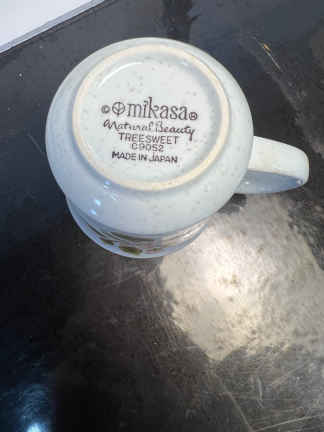 © mikasa ®
Natural Beauty
TREESWEET
C9052
MADE IN JAPAN